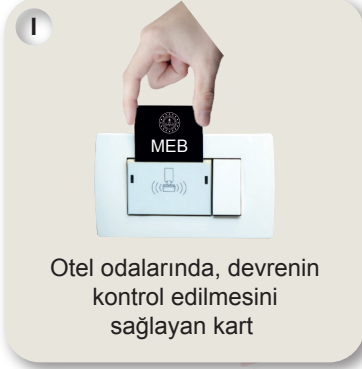 I
MEB
Otel odalarında, devrenin
kontrol edilmesini
sağlayan kart